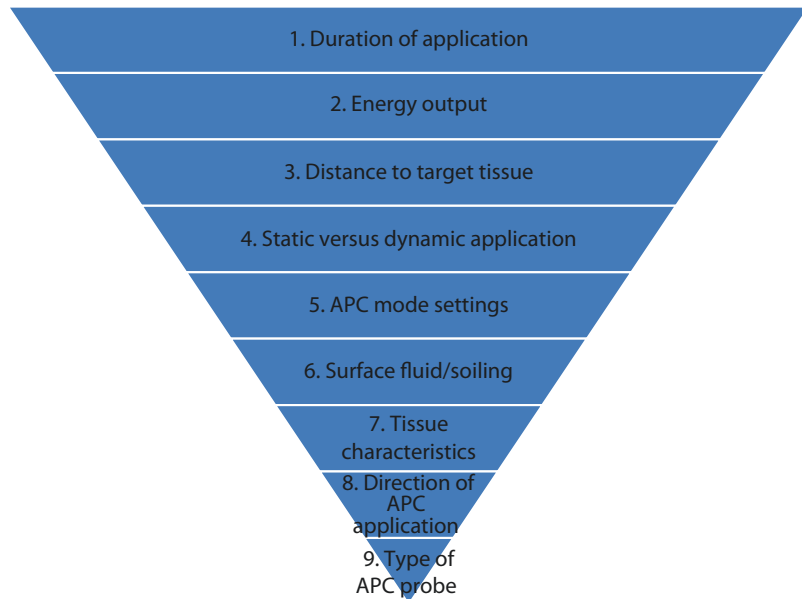 1. Duration of application
2. Energy output
3. Distance to target tissue
4. Static versus dynamic application
5. APC mode settings
6. Surface fluid/soiling
7. Tissue
characteristics
8. Direction of
APC
application
9. Type of
APC probe